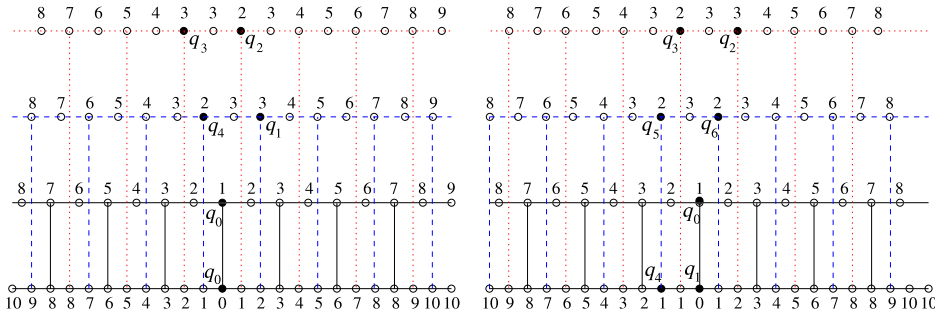 8 7 6 5 4 3 3 2 3 4 5 6 7 8 9
q3 q2
8 7 6 5 4 3 2 3 3 4 5 6 7 8 9
q4 q1
8 7 6 5 4 3 2 1 2 3 4 5 6 7 8 9
q0
q0
10 9 8 8 7 6 5 4 3 2 1 0 1 2 3 4 5 6 7 8 8 9 10 10
8 7 6 5 4 3 2 3 3 4 5 6 7 8
q3 q2
8 7 6 5 4 3 2 3 2 3 4 5 6 7 8
q5 q6
8 7 6 5 4 3 2 1 2 3 4 5 6 7 8
q0
q4 q1
10 9 8 7 6 5 4 3 2 1 1 0 1 2 3 4 5 6 7 8 8 9 10 10